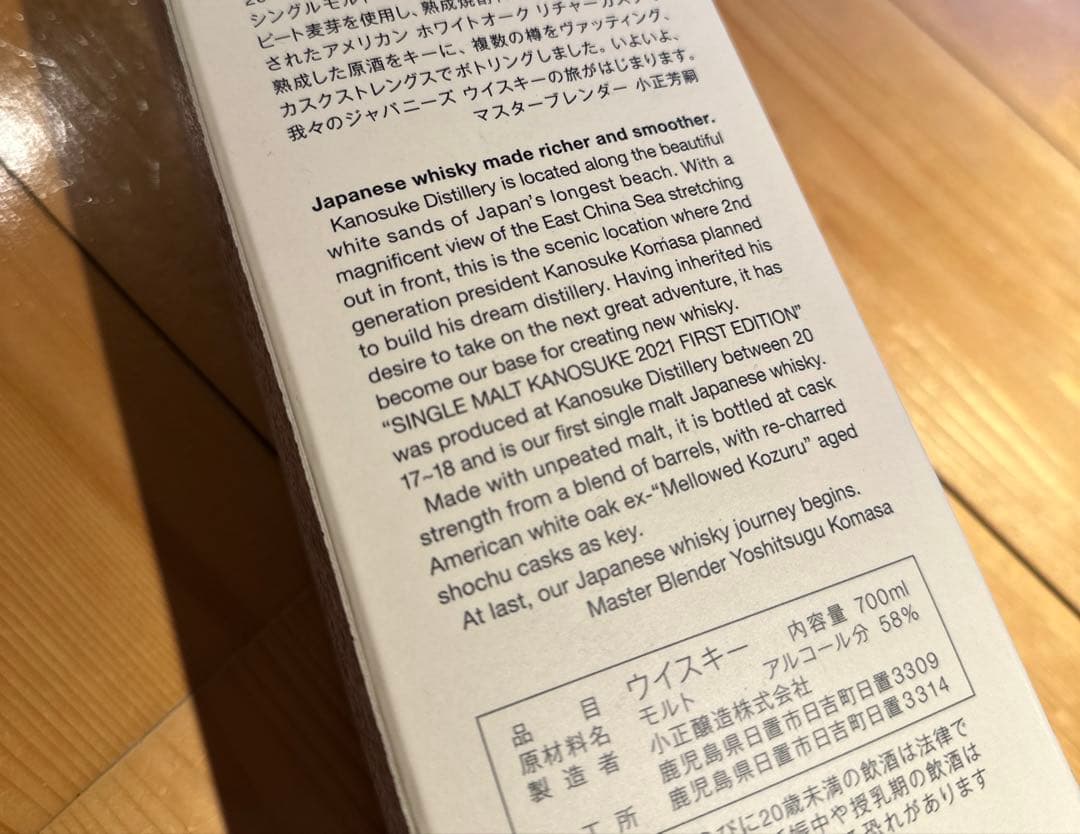 シングルモルト
ピート麦芽を使用し、熟成焼酎
されたアメリカン ホワイトオーク リチャーカスク
熟成した原酒をキーに、複数の樽をヴァッティング、
カスクストレングスでボトリングしました。いよいよ、
我々のジャパニーズ ウイスキーの旅がはじまります。
マスターブレンダー 小正芳嗣
Japanese whisky made richer and smoother.
Kanosuke Distillery is located along the beautiful
white sands of Japan's longest beach. With a
magnificent view of the East China Sea stretching
out in front, this is the scenic location where 2nd
generation president Kanosuke Komasa planned
to build his dream distillery. Having inherited his
desire to take on the next great adventure, it has
become our base for creating new whisky.
“SINGLE MALT KANOSUKE 2021 FIRST EDITION”
was produced at Kanosuke Distillery between 20
17~18 and is our first single malt Japanese whisky.
Made with unpeated malt, it is bottled at cask
strength from a blend of barrels, with re-charred
American white oak ex-“Mellowed Kozuru” aged
shochu casks as key.
At last, our Japanese whisky journey begins.
Master Blender Yoshitsugu Komasa
品目 ウイスキー 内容量 700ml
原材料名 モルト アルコール分 58%
製造者 小正醸造株式会社
鹿児島県日置市日吉町日置3309
工所 鹿児島県日置市日吉町日置3314
びに20歳未満の飲酒は法律で
娠中や授乳期の飲酒は
恐れがあります